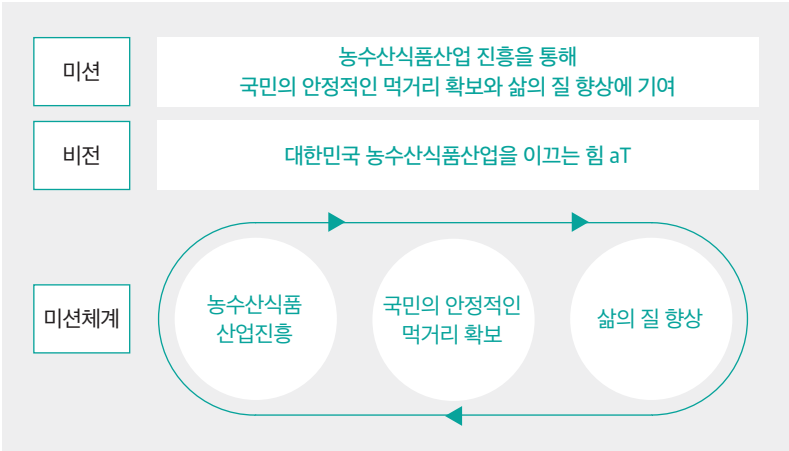 미션
농수산식품산업 진흥을 통해
국민의 안정적인 먹거리 확보와 삶의 질 향상에 기여
비전
대한민국 농수산식품산업을 이끄는 힘 aT
미션체계
농수산식품
산업진흥
국민의 안정적인
먹거리 확보
삶의 질 향상